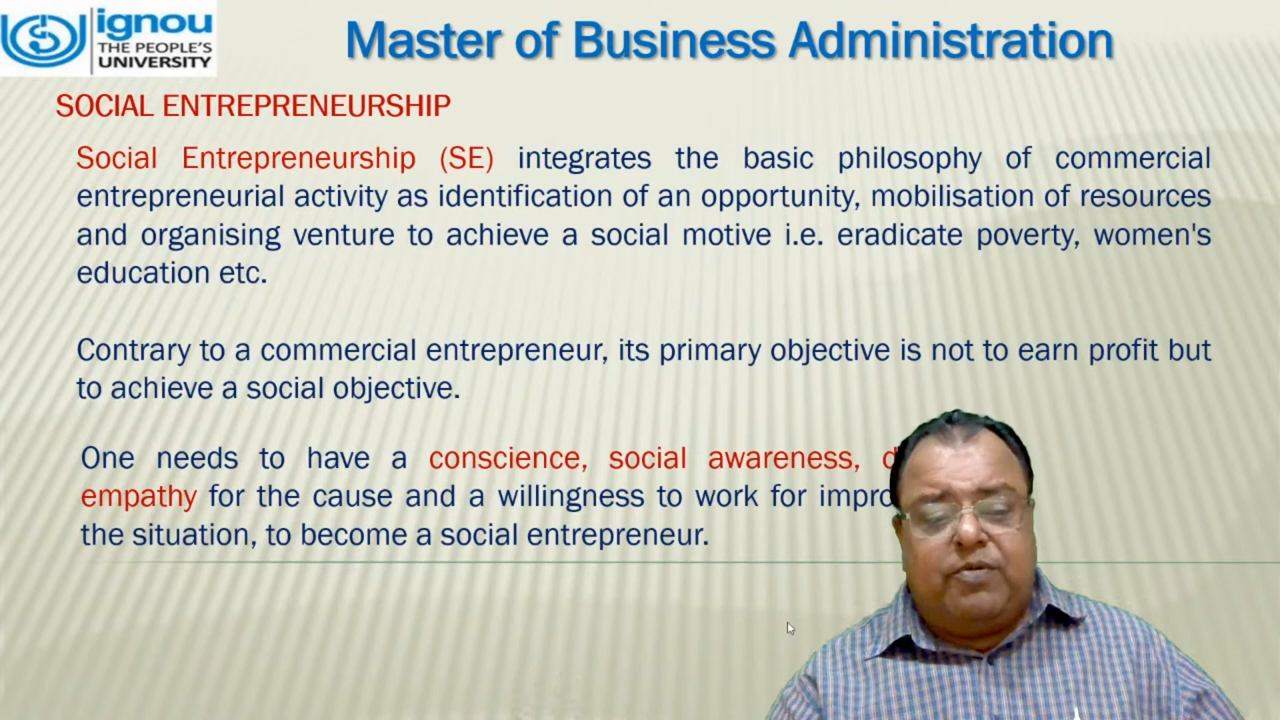 ignou
THE PEOPLE'S
UNIVERSITY
Master of Business Administration
SOCIAL ENTREPRENEURSHIP
Social Entrepreneurship (SE) integrates the basic philosophy of commercial
entrepreneurial activity as identification of an opportunity, mobilisation of resources
and organising venture to achieve a social motive i.e. eradicate poverty, women's
education etc.
Contrary to a commercial entrepreneur, its primary objective is not to earn profit but
to achieve a social objective.
One needs to have a conscience, social awareness,
empathy for the cause and a willingness to work for
the situation, to become a social entrepreneur.